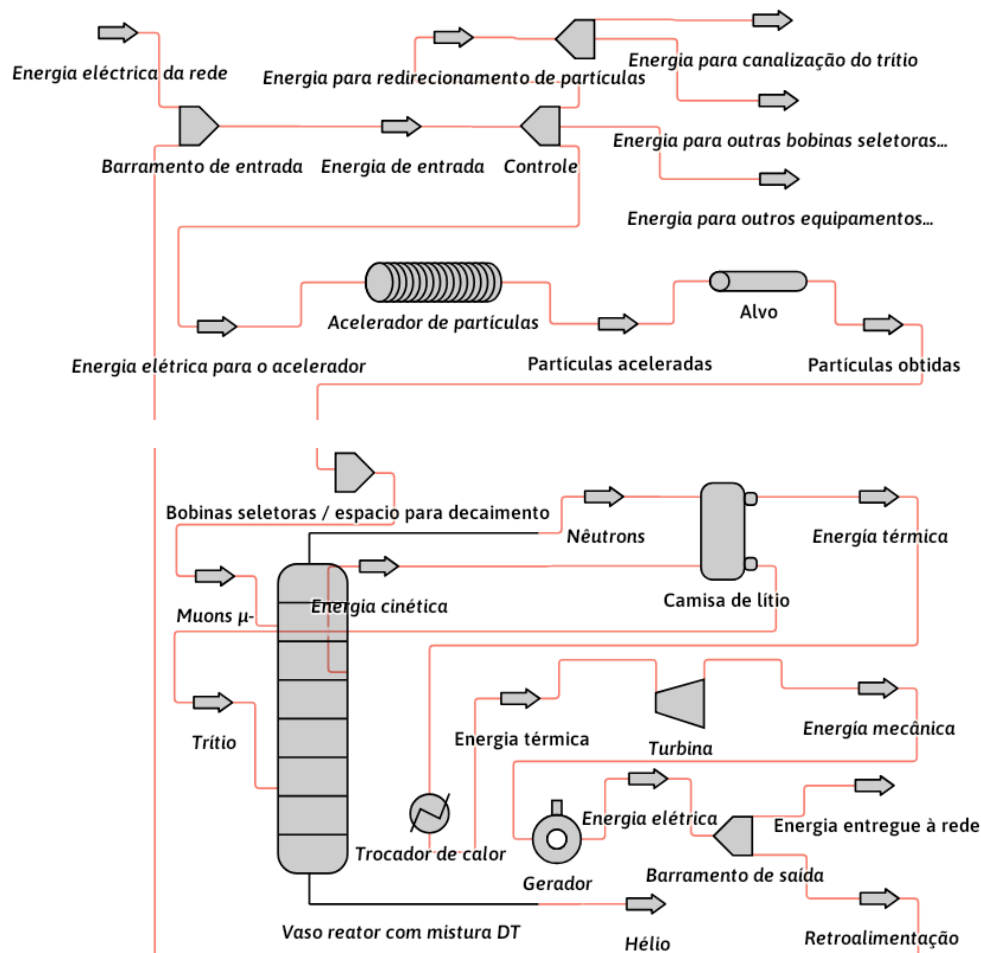 Energia eléctrica da rede
Energia para redirecionamento de partículas
Energia para canalização do trítio
Energia para outras bobinas seletoras...
Barramento de entrada
Energia de entrada
Controle
Energia para outros equipamentos...
Acelerador de partículas
Alvo
Energia elétrica para o acelerador
Partículas aceleradas
Partículas obtidas
Bobinas seletoras / espacio para decaimento
Nêutrons
Energía térmica
Muons μ-
Energia cinética
Camisa de lítio
Trítio
Energia térmica
Turbina
Energía mecânica
Trocador de calor
Energia elétrica
Energia entregue à rede
Gerador
Barramento de saída
Vaso reator com mistura DT
Hélio
Retroalimentação